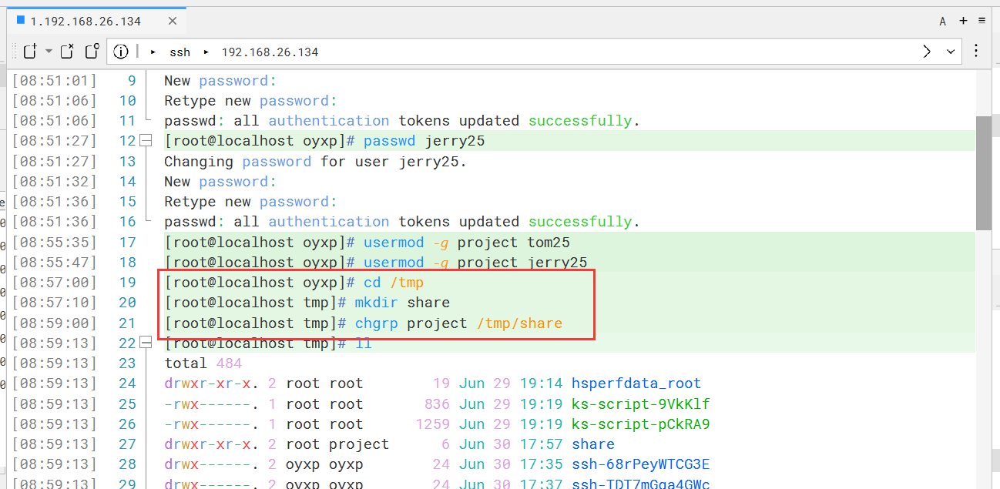 1.192.168.26.134
A
ssh 192.168.26.134
[08:51:01] 9 New password:
[08:51:06] 10 Retype new password:
[08:51:06] 11 passwd: all authentication tokens updated successfully.
[08:51:27] 12 [root@localhost oyxp]# passwd jerry25
[08:51:27] 13 Changing password for user jerry25.
[08:51:32] 14 New password:
[08:51:36] 15 Retype new password:
[08:51:36] 16 passwd: all authentication tokens updated successfully.
[08:55:35] 17 [root@localhost oyxp]# usermod -g project tom25
[08:55:47] 18 [root@localhost oyxp]# usermod -g project jerry25
[08:57:00] 19 [root@localhost oyxp]# cd /tmp
[08:57:10] 20 [root@localhost tmp]# mkdir share
[08:59:00] 21 [root@localhost tmp]# chgrp project /tmp/share
[08:59:13] 22 [root@localhost tmp]# ll
[08:59:13] 23 total 484
[08:59:13] 24 drwxr-xr-x. 2 root root 19 Jun 29 19:14 hsperfdata_root
[08:59:13] 25 -rwx------. 1 root root 836 Jun 29 19:19 ks-script-9VkKlf
[08:59:13] 26 -rwx------. 1 root root 1259 Jun 29 19:19 ks-script-pCkRA9
[08:59:13] 27 drwxr-xr-x. 2 root project 6 Jun 30 17:57 share
[08:59:13] 28 drwx------. 2 oyxp oyxp 24 Jun 30 17:35 ssh-68rPeyWTCG3E
[08:59:13] 29 drwx------. 2 oyxp oyxp 24 Jun 30 17:37 ssh-TDT7mGga4GWc